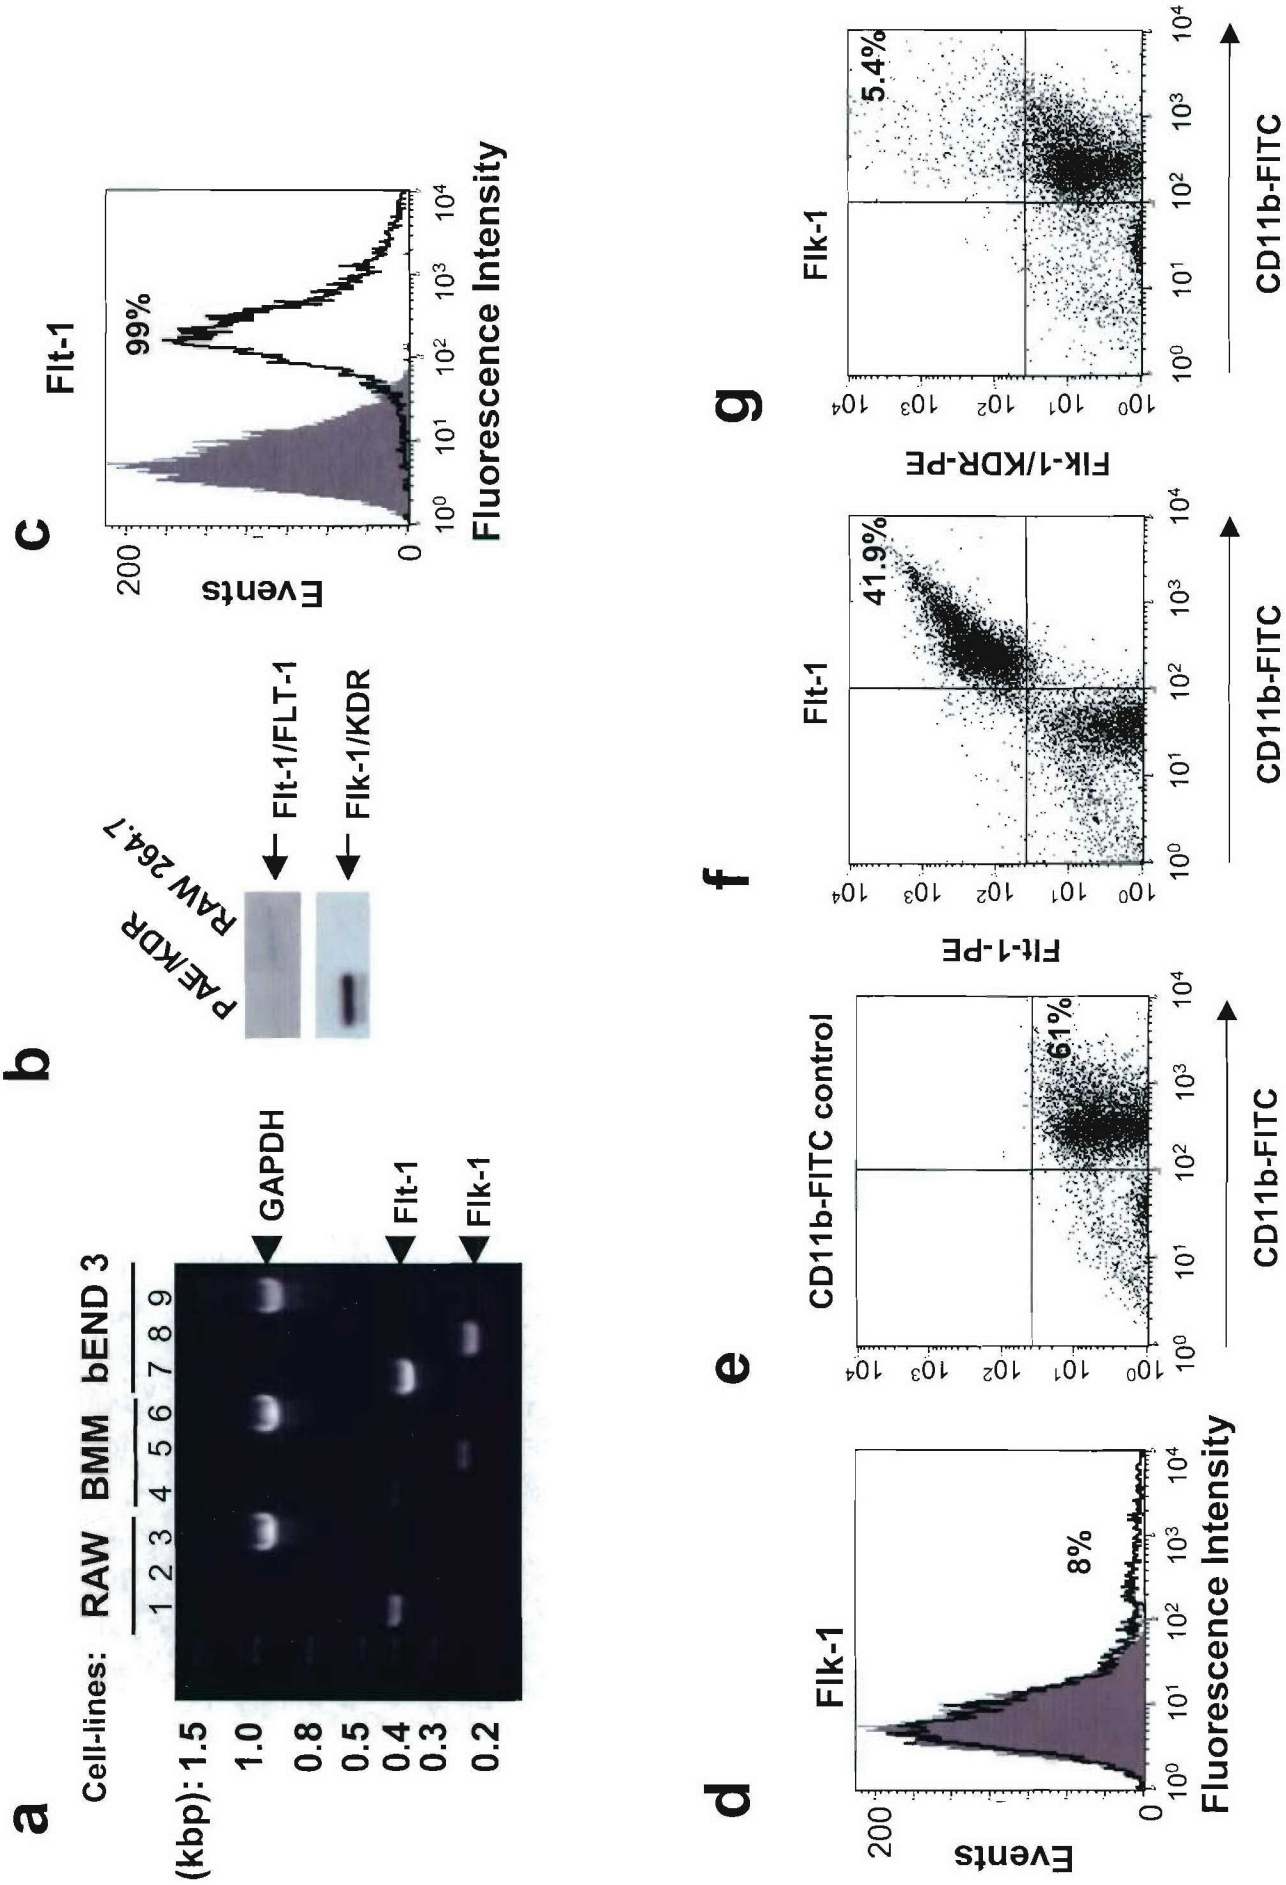 a
Cell-lines: RAW BMM bEND 3
1 2 3 4 5 6 7 8 9
(kbp): 1.5
1.0
0.8
0.5
0.4
0.3
0.2
GAPDH
Flt-1
Flk-1
b
PAE/KDR
RAW 264.7
Flt-1/FLT-1
Flk-1/KDR
c
Flt-1
99%
200
0
Events
10⁰ 10¹ 10² 10³ 10⁴
Fluorescence Intensity
d
Flk-1
8%
200
0
Events
10⁰ 10¹ 10² 10³ 10⁴
Fluorescence Intensity
e
CD11b-FITC control
61%
10⁴
10³
10²
10¹
10⁰
10⁰ 10¹ 10² 10³ 10⁴
CD11b-FITC
f
Flt-1
41.9%
Flt-1-PE
10⁴
10³
10²
10¹
10⁰
10⁰ 10¹ 10² 10³ 10⁴
CD11b-FITC
g
Flk-1
5.4%
Flk-1/KDR-PE
10⁴
10³
10²
10¹
10⁰
10⁰ 10¹ 10² 10³ 10⁴
CD11b-FITC